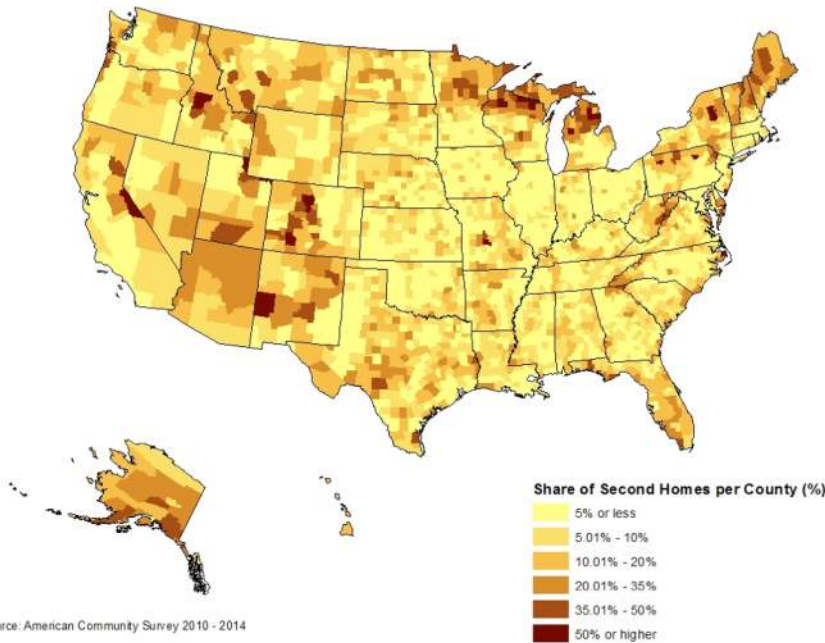 Share of Second Homes per County (%)
5% or less
5.01% - 10%
10.01% - 20%
20.01% - 35%
35.01% - 50%
50% or higher
rce: American Community Survey 2010 - 2014